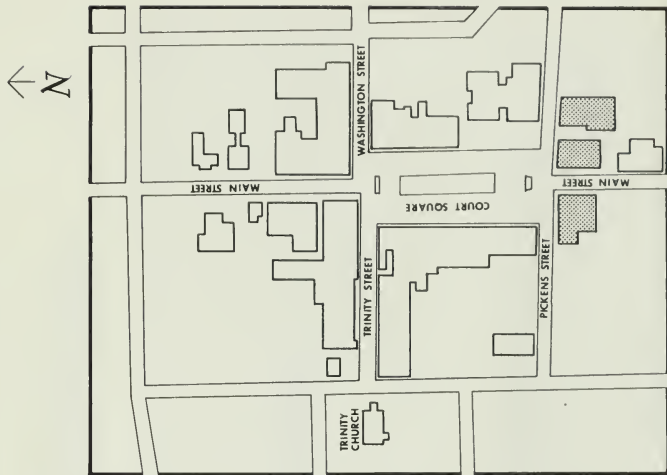 N
MAIN STREET
WASHINGTON STREET
TRINITY STREET
COURT SQUARE
MAIN STREET
PICKENS STREET
TRINITY
CHURCH